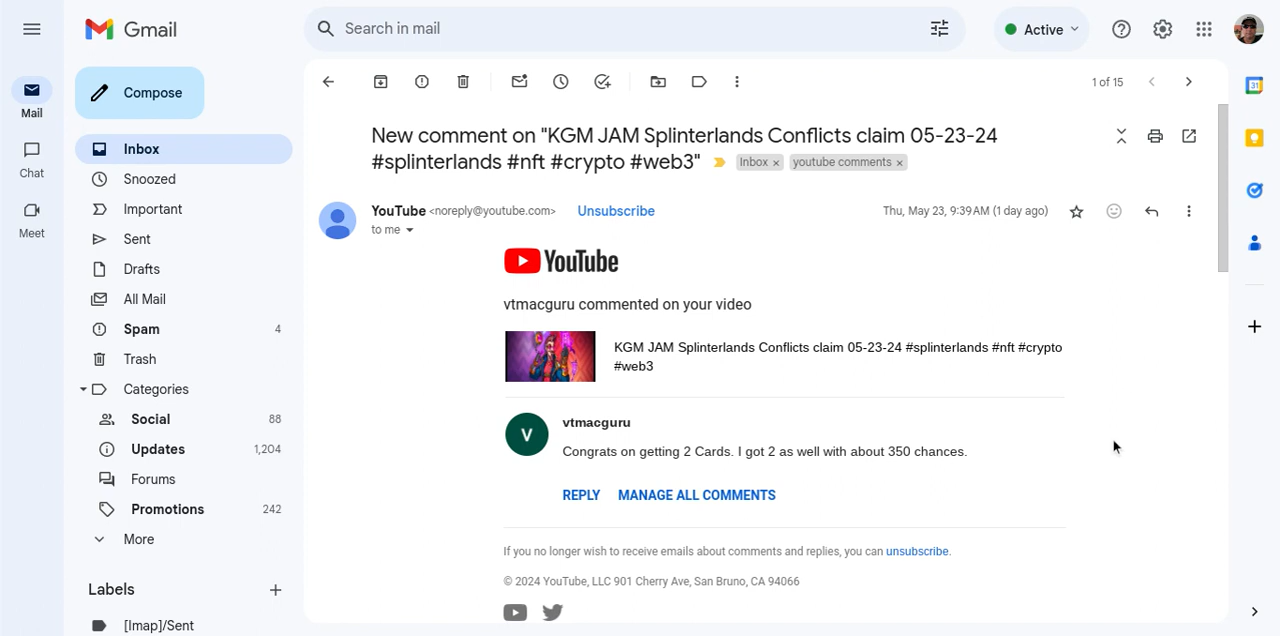 Gmail
Search in mail
Active
Mail
Chat
Meet
Compose
Inbox
Snoozed
Important
Sent
Drafts
All Mail
Spam 4
Trash
Categories
Social 88
Updates 1,204
Forums
Promotions 242
More
Labels
[Imap]/Sent
1 of 15
New comment on "KGM JAM Splinterlands Conflicts claim 05-23-24
#splinterlands #nft #crypto #web3" Inbox × youtube comments ×
YouTube <noreply@youtube.com> Unsubscribe Thu, May 23, 9:39 AM (1 day ago)
to me
YouTube
vtmacguru commented on your video
KGM JAM Splinterlands Conflicts claim 05-23-24 #splinterlands #nft #crypto
#web3
V
vtmacguru
Congrats on getting 2 Cards. I got 2 as well with about 350 chances.
REPLY MANAGE ALL COMMENTS
If you no longer wish to receive emails about comments and replies, you can unsubscribe.
© 2024 YouTube, LLC 901 Cherry Ave, San Bruno, CA 94066
31